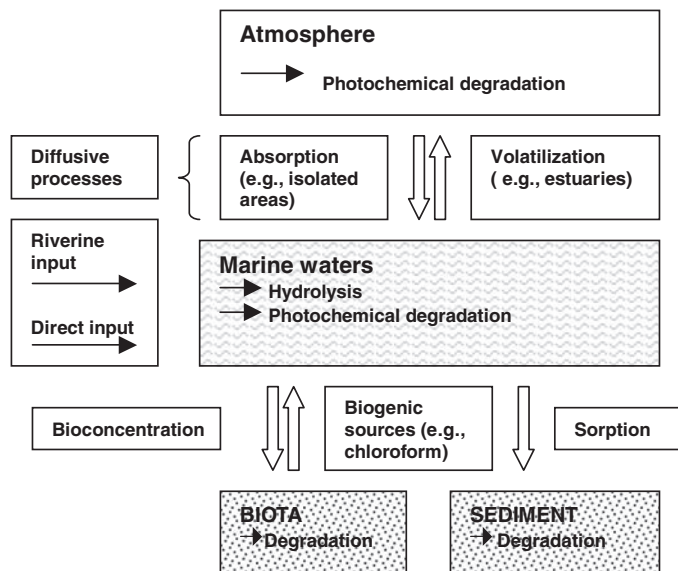 Atmosphere
Photochemical degradation
Diffusive
processes
Absorption
(e.g., isolated
areas)
Volatilization
( e.g., estuaries)
Riverine
input
Direct input
Marine waters
Hydrolysis
Photochemical degradation
Bioconcentration
Biogenic
sources (e.g.,
chloroform)
Sorption
BIOTA
Degradation
SEDIMENT
Degradation